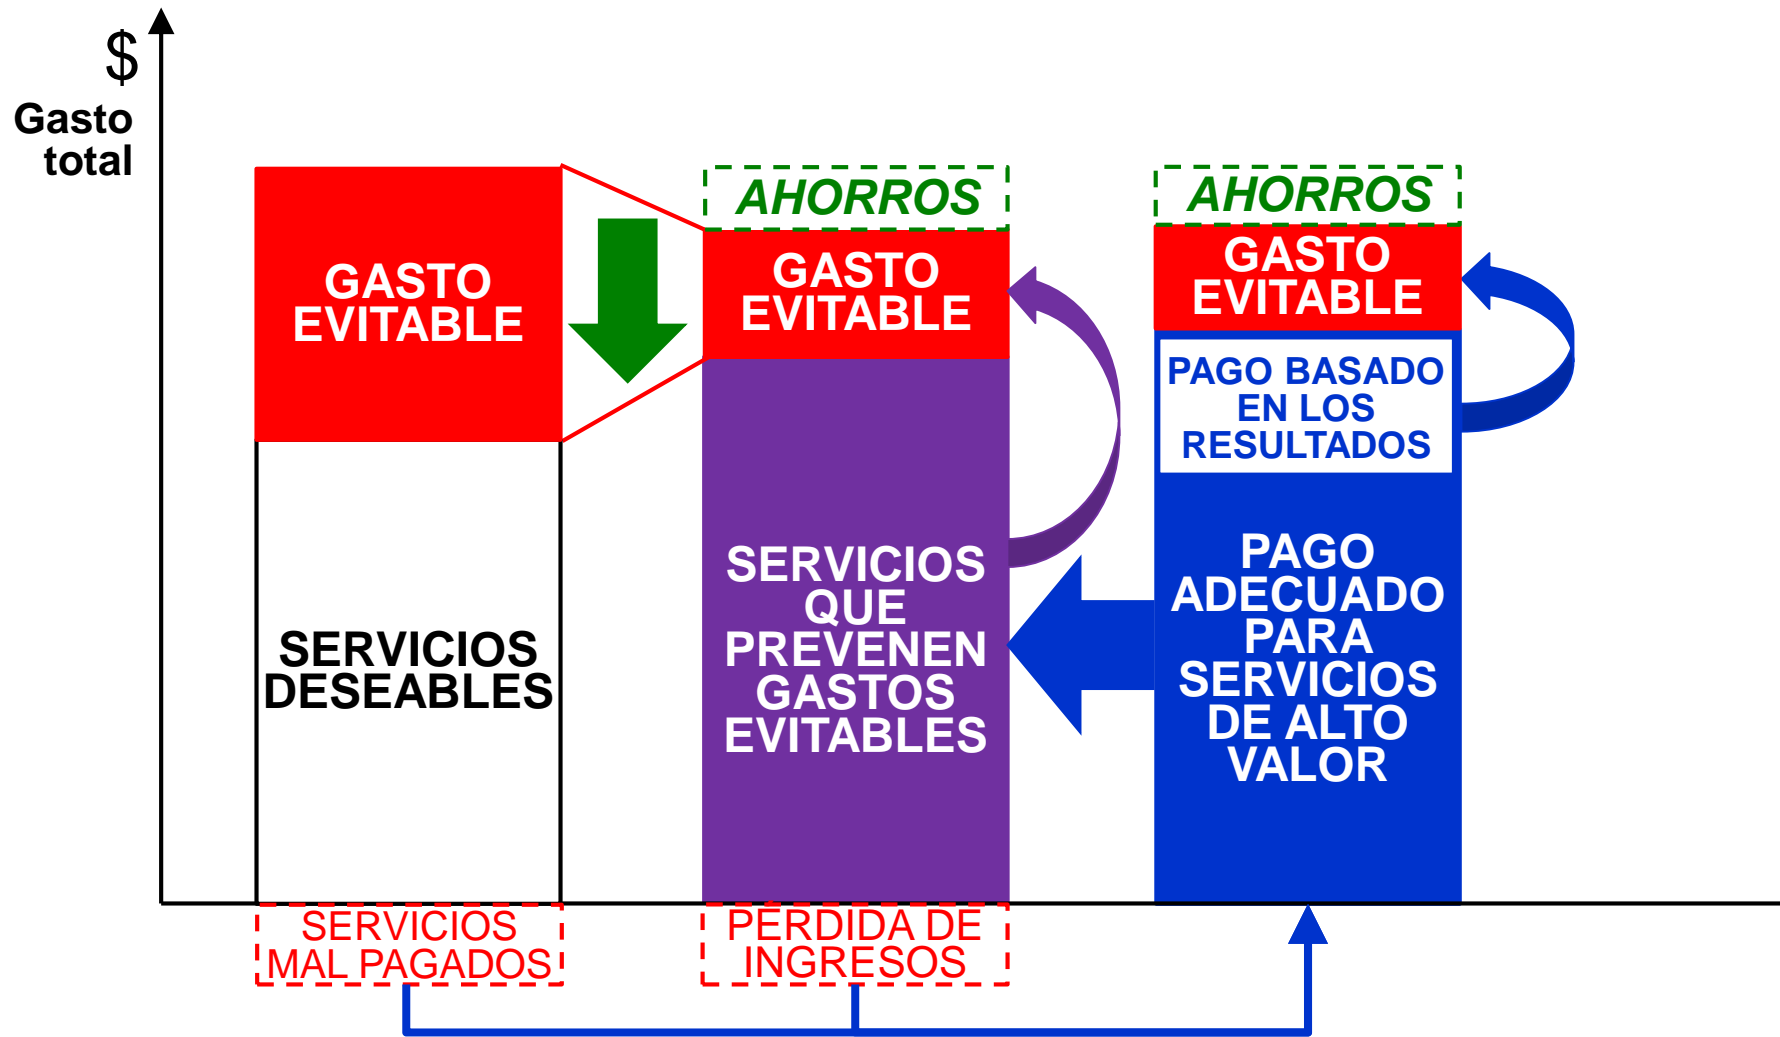 $
Gasto
total
GASTO
EVITABLE
SERVICIOS
DESEABLES
SERVICIOS
MAL PAGADOS
AHORROS
GASTO
EVITABLE
SERVICIOS
QUE
PREVENEN
GASTOS
EVITABLES
PÉRDIDA DE
INGRESOS
AHORROS
GASTO
EVITABLE
PAGO BASADO
EN LOS
RESULTADOS
PAGO
ADECUADO
PARA
SERVICIOS
DE ALTO
VALOR